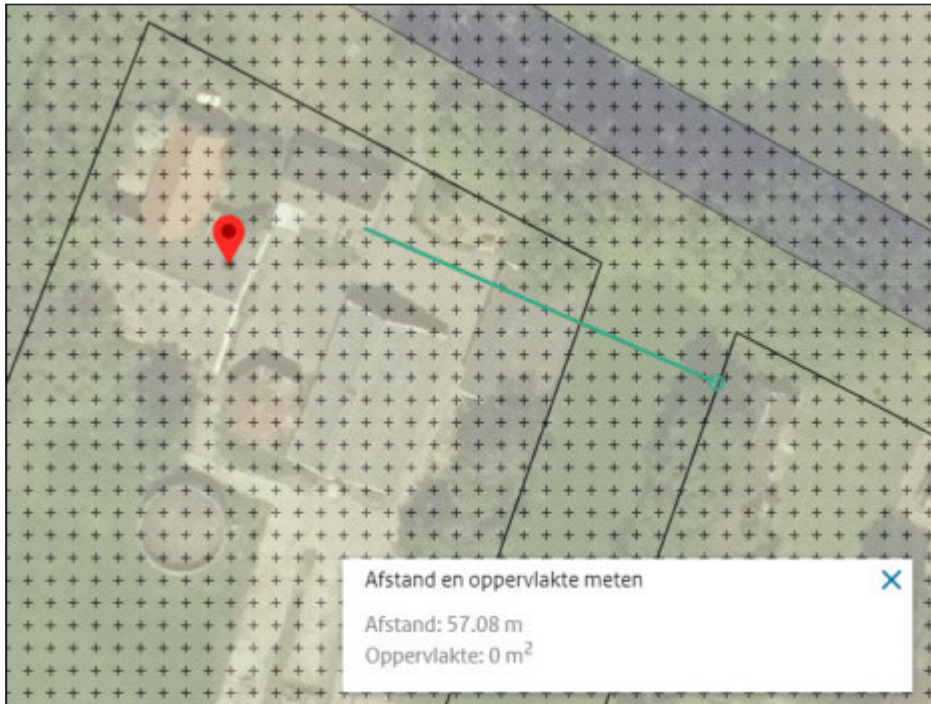 Afstand en oppervlakte meten
Afstand: 57.08 m
Oppervlakte: 0 m²